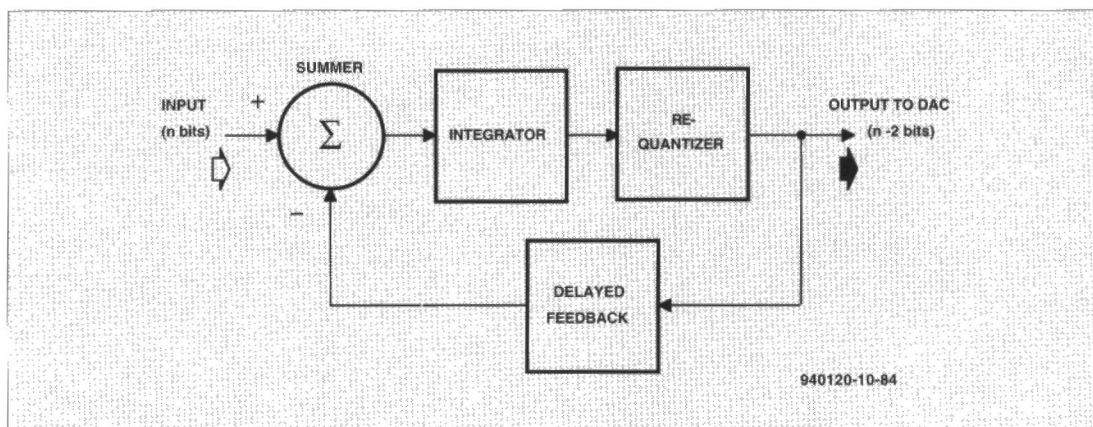 SUMMER
INPUT
(n bits)
+
Σ
−
INTEGRATOR
RE-
QUANTIZER
OUTPUT TO DAC
(n -2 bits)
DELAYED
FEEDBACK
940120-10-84